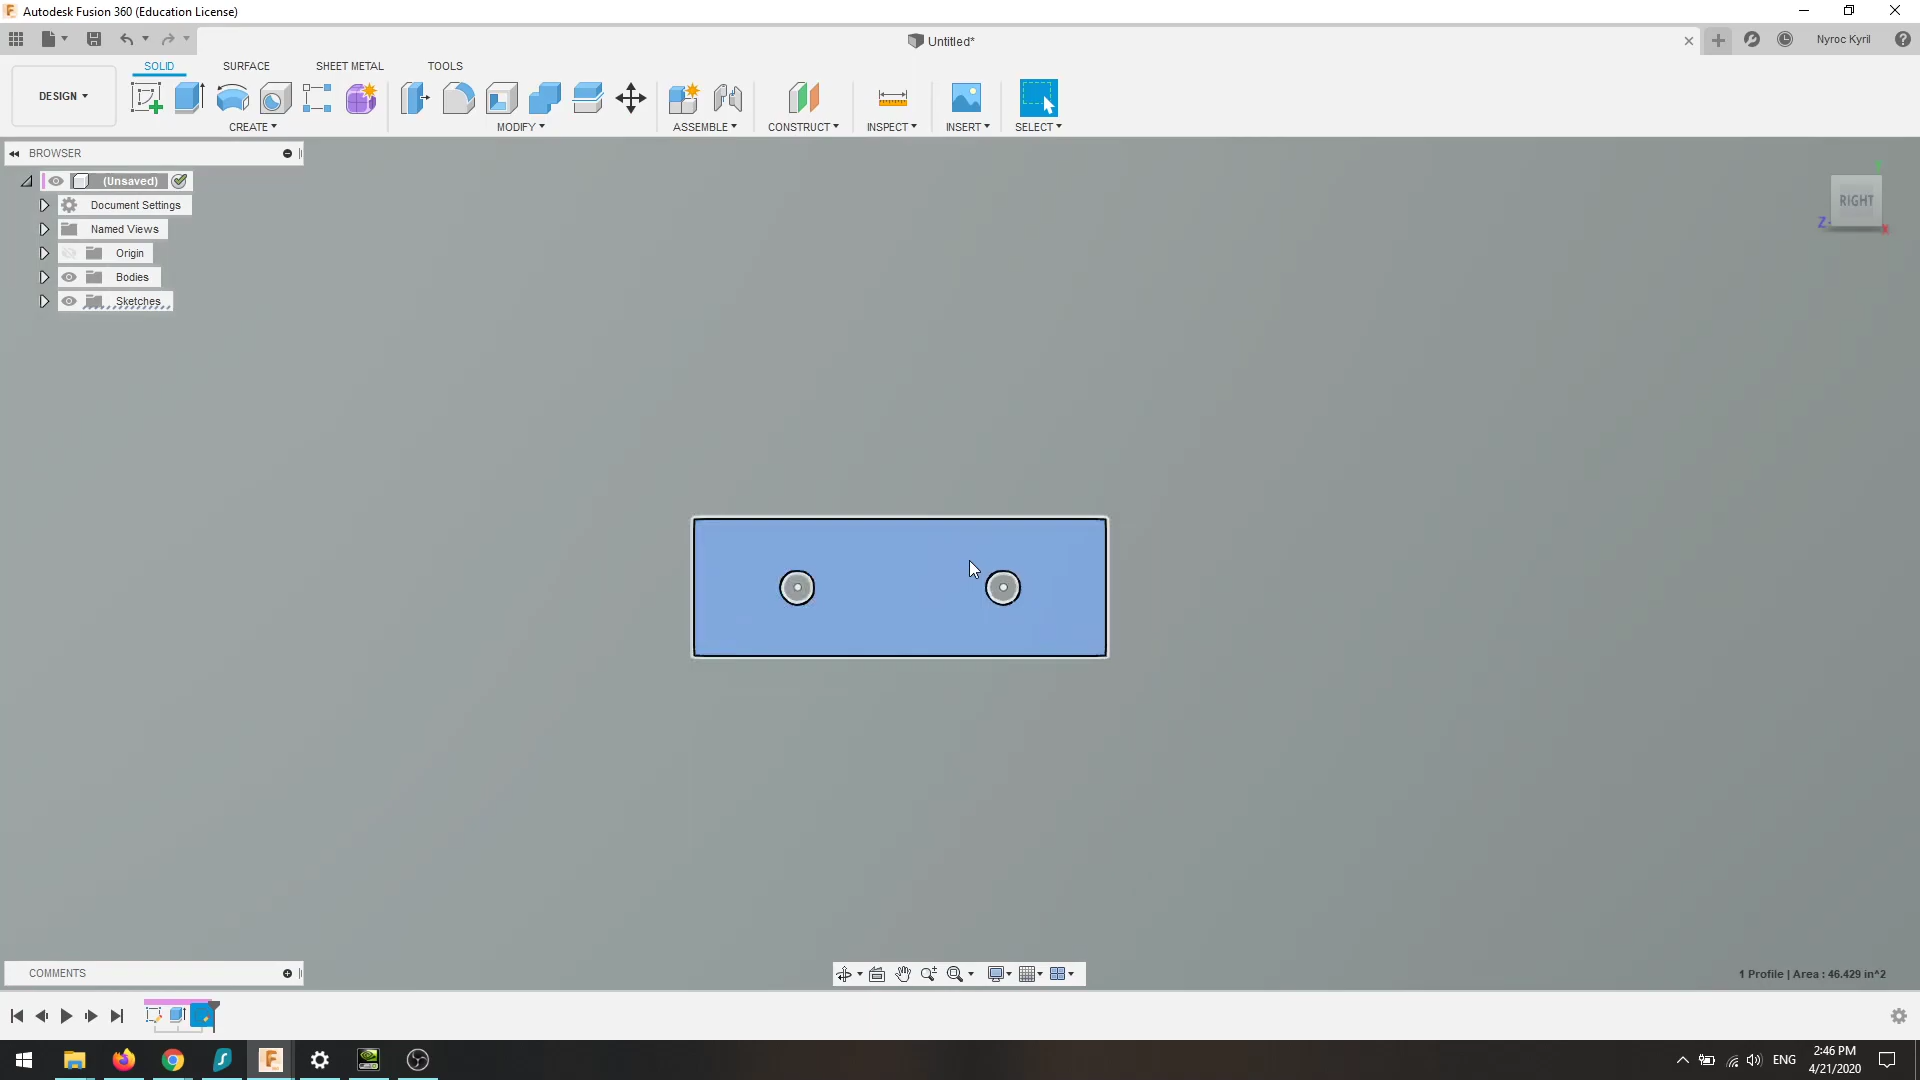 Autodesk Fusion 360 (Education License)
Untitled*
Nyroc Kyril
DESIGN
SOLID
SURFACE
SHEET METAL
TOOLS
CREATE
MODIFY
ASSEMBLE
CONSTRUCT
INSPECT
INSERT
SELECT
BROWSER
(Unsaved)
Document Settings
Named Views
Origin
Bodies
Sketches
RIGHT
Z
X
COMMENTS
1 Profile | Area : 46.429 in^2
ENG
2:46 PM
4/21/2020